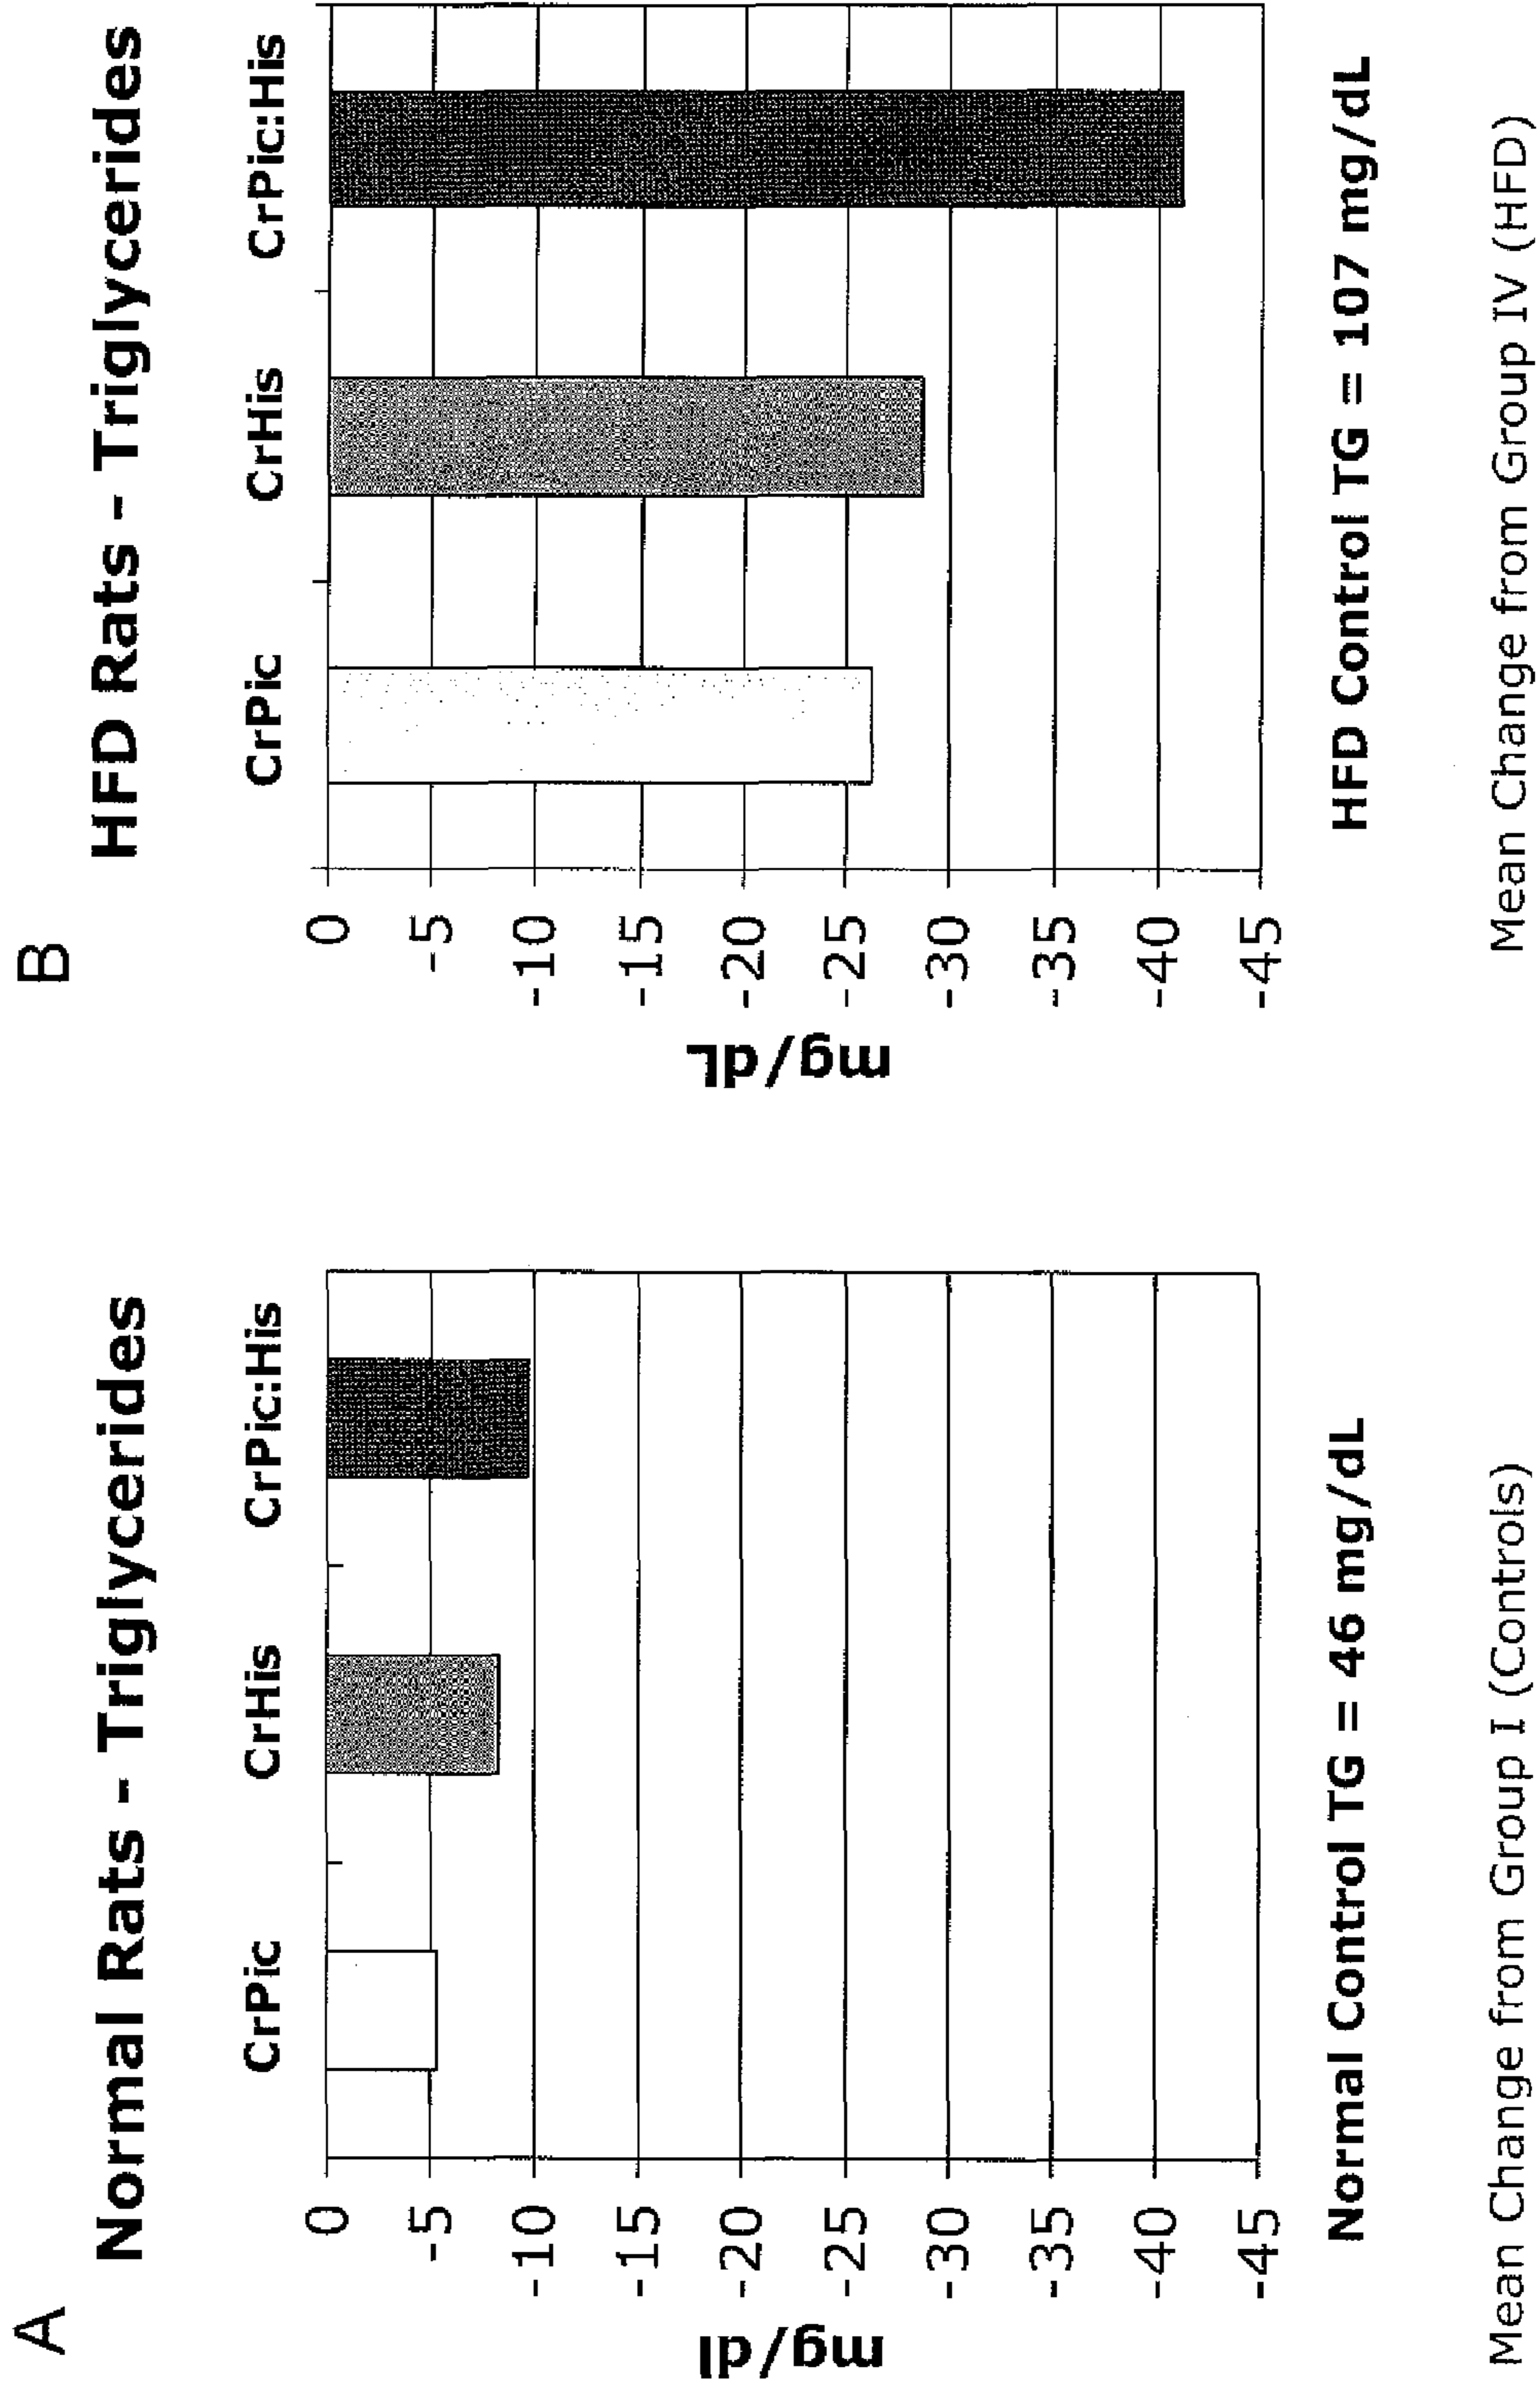 A
Normal Rats - Triglycerides
CrPic CrHis CrPic:His
0
-5
-10
-15
-20
-25
-30
-35
-40
-45
mg/dl
Normal Control TG = 46 mg/dL
Mean Change from Group I (Controls)
B
HFD Rats - Triglycerides
CrPic CrHis CrPic:His
0
-5
-10
-15
-20
-25
-30
-35
-40
-45
mg/dL
HFD Control TG = 107 mg/dL
Mean Change from Group IV (HFD)